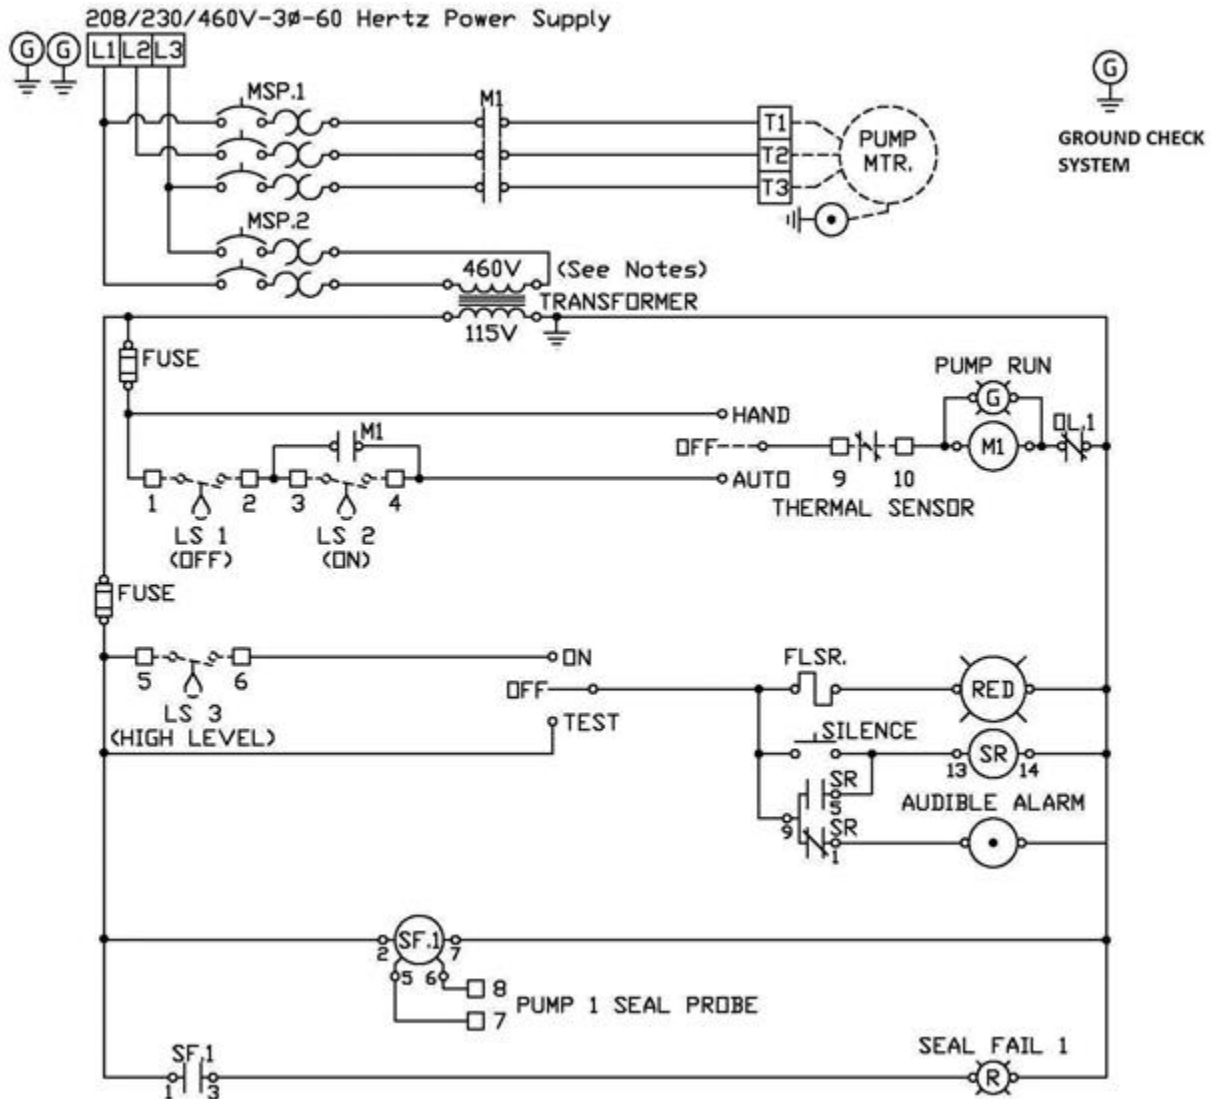 208/230/460V-3Ø-60 Hertz Power Supply
G G L1 L2 L3
G
MSP.1
M1
T1
T2
T3
PUMP
MTR.
GROUND CHECK
SYSTEM
MSP.2
460V (See Notes)
TRANSFORMER
115V
FUSE
PUMP RUN
G
HAND
M1
OFF
OL.1
M1
AUTO
1 2 3 4
9 10
THERMAL SENSOR
LS 1
(OFF)
LS 2
(ON)
FUSE
ON
5 6
LS 3
(HIGH LEVEL)
OFF
TEST
FLSR.
RED
SILENCE
SR
13 14
SR
5
AUDIBLE ALARM
9
SR
1
SF.1
2 7
5 6
8
7
PUMP 1 SEAL PROBE
SF.1
1 3
SEAL FAIL 1
R